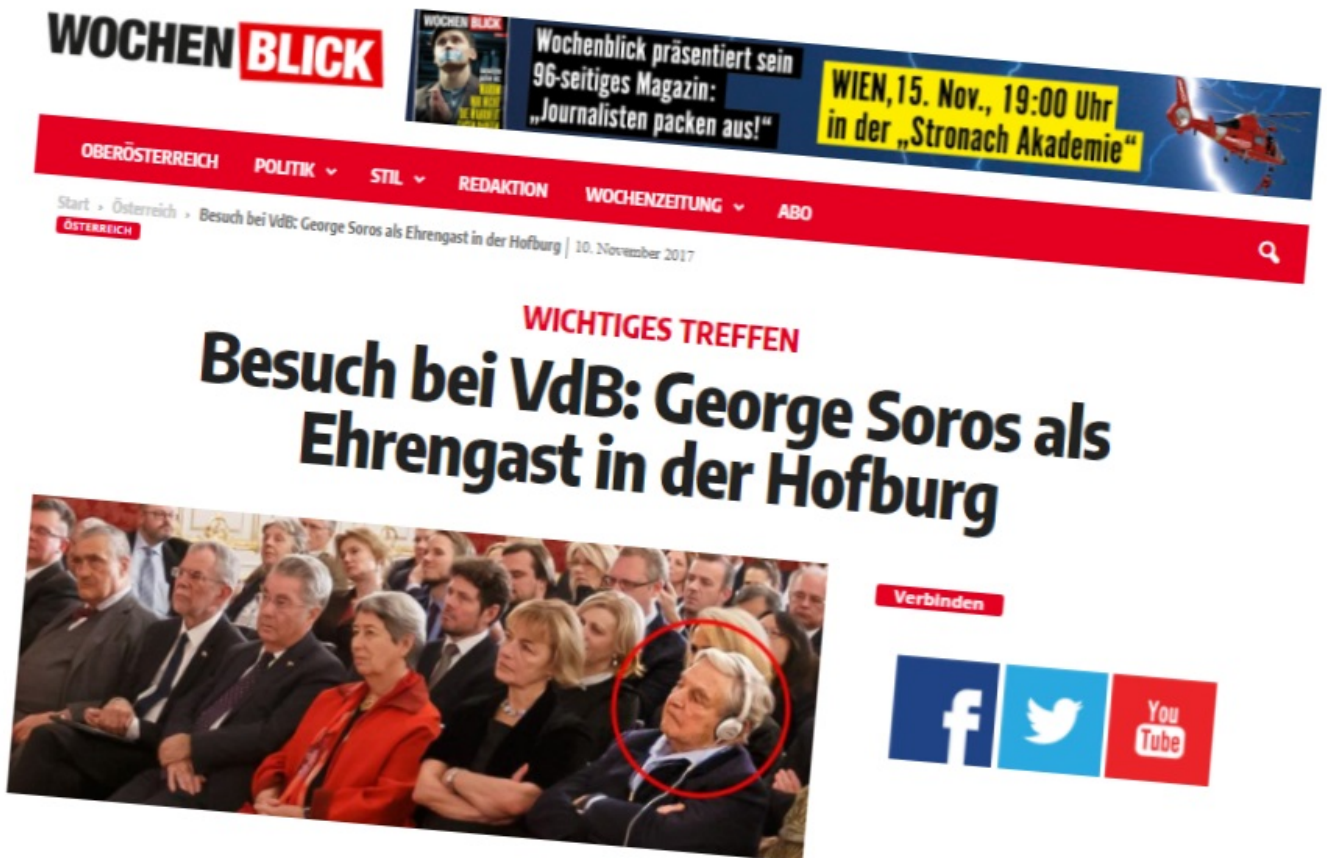 WOCHEN BLICK
WOCHEN BLICK
Wochenblick präsentiert sein
96-seitiges Magazin:
„Journalisten packen aus!“
WIEN, 15. Nov., 19:00 Uhr
in der „Stronach Akademie“
OBERÖSTERREICH POLITIK STIL REDAKTION WOCHENZEITUNG ABO
Start › Österreich › Besuch bei VdB: George Soros als Ehrengast in der Hofburg | 10. November 2017
ÖSTERREICH
WICHTIGES TREFFEN
Besuch bei VdB: George Soros als
Ehrengast in der Hofburg
Verbinden
f
You
Tube